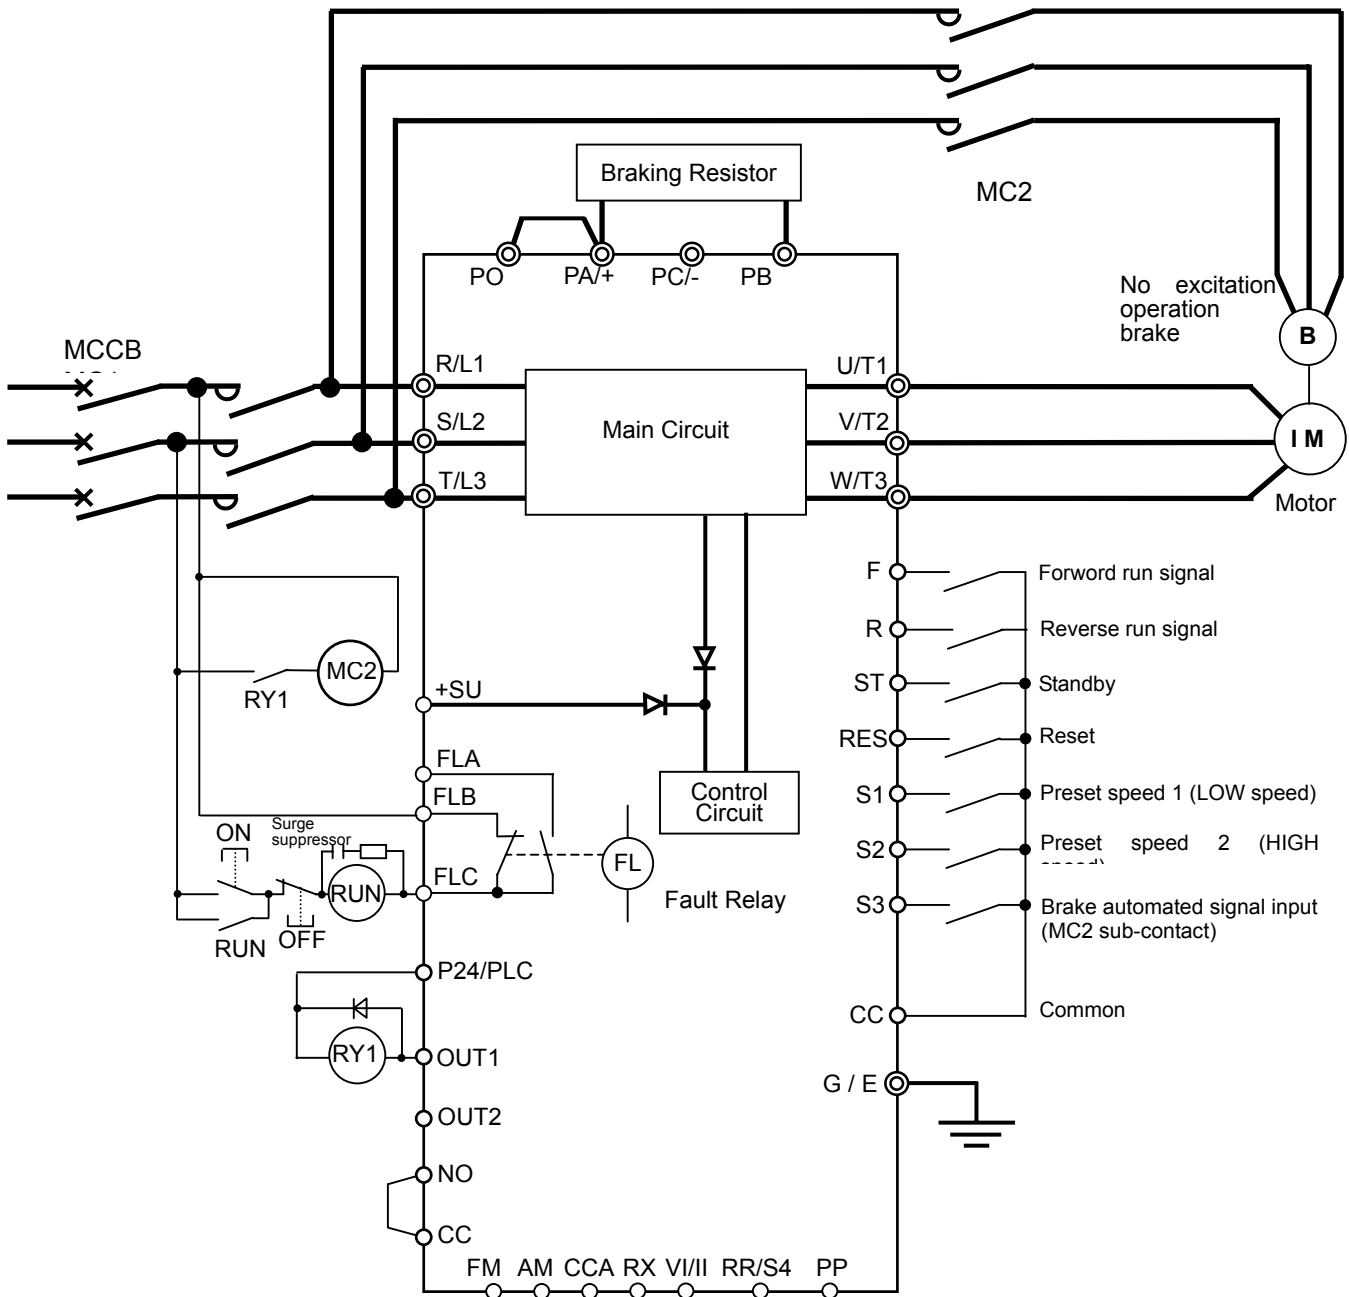 Braking Resistor
MC2
PO
PA/+
PC/-
PB
No excitation
operation
brake
B
MCCB
R/L1
U/T1
S/L2
Main Circuit
V/T2
I M
T/L3
W/T3
Motor
F
Forword run signal
R
Reverse run signal
MC2
RY1
ST
Standby
+SU
RES
Reset
FLA
Control
Circuit
S1
Preset speed 1 (LOW speed)
FLB
ON
Surge
suppressor
S2
Preset speed 2 (HIGH
FL
RUN
FLC
Fault Relay
S3
Brake automated signal input
(MC2 sub-contact)
RUN
OFF
P24/PLC
CC
Common
RY1
OUT1
G / E
OUT2
NO
CC
FM AM CCA RX VI/II RR/S4 PP